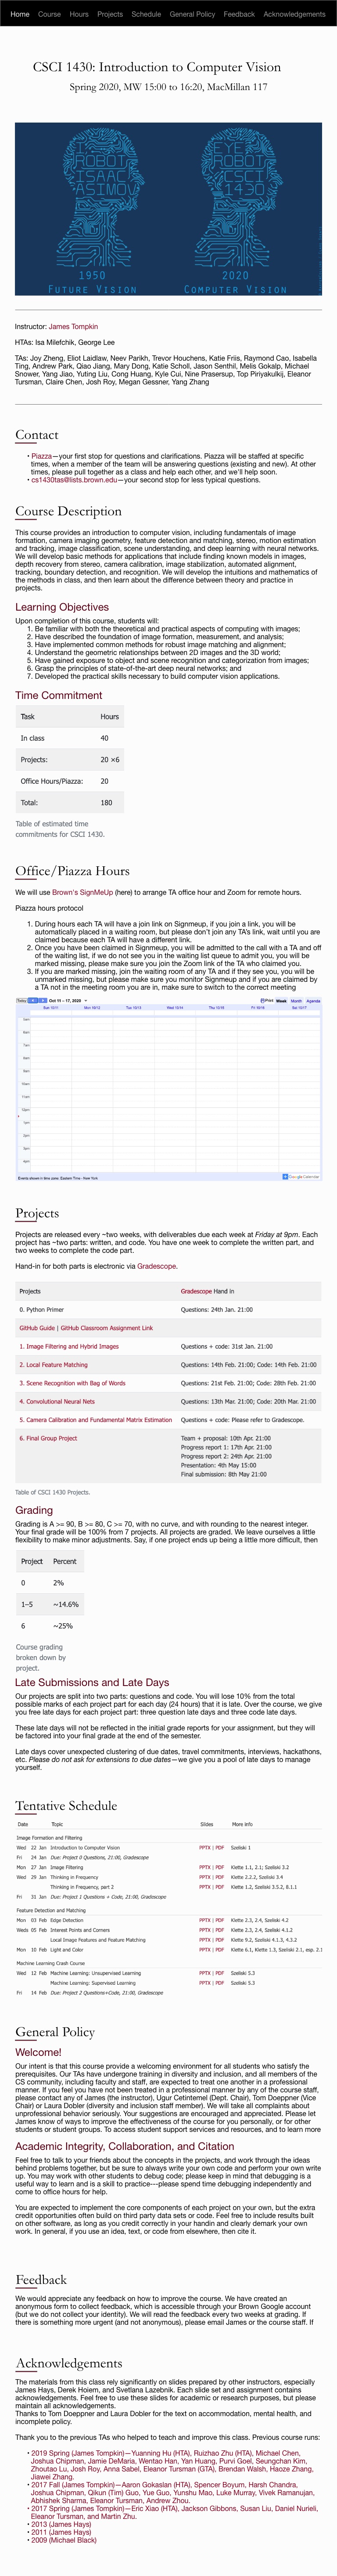 Home Course Hours Projects Schedule General Policy Feedback Acknowledgements
CSCI 1430: Introduction to Computer Vision
Spring 2020, MW 15:00 to 16:20, MacMillan 117
I EYE
ROBOT ROBOT
ISAAC CSCI
ASIMOV 1430
1950 2020
FUTURE VISION COMPUTER VISION
Instructor: James Tompkin
HTAs: Isa Milefchik, George Lee
TAs: Joy Zheng, Eliot Laidlaw, Neev Parikh, Trevor Houchens, Katie Friis, Raymond Cao, Isabella
Ting, Andrew Park, Qiao Jiang, Mary Dong, Katie Scholl, Jason Senthil, Melis Gokalp, Michael
Snower, Yang Jiao, Yuting Liu, Cong Huang, Kyle Cui, Nine Prasersup, Top Piriyakulkij, Eleanor
Tursman, Claire Chen, Josh Roy, Megan Gessner, Yang Zhang
Contact
• Piazza—your first stop for questions and clarifications. Piazza will be staffed at specific
times, when a member of the team will be answering questions (existing and new). At other
times, please pull together as a class and help each other, and we'll help soon.
• cs1430tas@lists.brown.edu—your second stop for less typical questions.
Course Description
This course provides an introduction to computer vision, including fundamentals of image
formation, camera imaging geometry, feature detection and matching, stereo, motion estimation
and tracking, image classification, scene understanding, and deep learning with neural networks.
We will develop basic methods for applications that include finding known models in images,
depth recovery from stereo, camera calibration, image stabilization, automated alignment,
tracking, boundary detection, and recognition. We will develop the intuitions and mathematics of
the methods in class, and then learn about the difference between theory and practice in
projects.
Learning Objectives
Upon completion of this course, students will:
1. Be familiar with both the theoretical and practical aspects of computing with images;
2. Have described the foundation of image formation, measurement, and analysis;
3. Have implemented common methods for robust image matching and alignment;
4. Understand the geometric relationships between 2D images and the 3D world;
5. Have gained exposure to object and scene recognition and categorization from images;
6. Grasp the principles of state-of-the-art deep neural networks; and
7. Developed the practical skills necessary to build computer vision applications.
Time Commitment
Task Hours
In class 40
Projects: 20 ×6
Office Hours/Piazza: 20
Total: 180
Table of estimated time
commitments for CSCI 1430.
Office/Piazza Hours
We will use Brown's SignMeUp (here) to arrange TA office hour and Zoom for remote hours.
Piazza hours protocol
1. During hours each TA will have a join link on Signmeup, if you join a link, you will be
automatically placed in a waiting room, but please don't join any TA's link, wait until you are
claimed because each TA will have a different link.
2. Once you have been claimed in Signmeup, you will be admitted to the call with a TA and off
of the waiting list, if we do not see you in the waiting list queue to admit you, you will be
marked missing, so please make sure you are in the zoom link of the TA who claimed you.
3. If you are marked missing, join the waiting room of any TA and if they see you, you will be
unmarked missing, but please make sure you monitor Signmeup and if you are claimed by
a TA not in the meeting room you are in, make sure to switch to the correct meeting
Today Oct 11 – 17, 2020 Print Week Month Agenda
Sun 10/11 Mon 10/12 Tue 10/13 Wed 10/14 Thu 10/15 Fri 10/16 Sat 10/17
5am
6am
7am
8am
9am
10am
11am
12pm
1pm
2pm
3pm
4pm
Events shown in time zone: Eastern Time - New York Google Calendar
Projects
Projects are released every ~two weeks, with deliverables due each week at Friday at 9pm. Each
project has ~two parts: written, and code. You have one week to complete the written part, and
two weeks to complete the code part.
Hand-in for both parts is electronic via Gradescope.
Projects Gradescope Hand in
0. Python Primer Questions: 24th Jan. 21:00
GitHub Guide | GitHub Classroom Assignment Link
1. Image Filtering and Hybrid Images Questions + code: 31st Jan. 21:00
2. Local Feature Matching Questions: 14th Feb. 21:00; Code: 14th Feb. 21:00
3. Scene Recognition with Bag of Words Questions: 21st Feb. 21:00; Code: 28th Feb. 21:00
4. Convolutional Neural Nets Questions: 13th Mar. 21:00; Code: 20th Mar. 21:00
5. Camera Calibration and Fundamental Matrix Estimation Questions + code: Please refer to Gradescope.
6. Final Group Project Team + proposal: 10th Apr. 21:00
Progress report 1: 17th Apr. 21:00
Progress report 2: 24th Apr. 21:00
Presentation: 4th May 15:00
Final submission: 8th May 21:00
Table of CSCI 1430 Projects.
Grading
Grading is A >= 90, B >= 80, C >= 70, with no curve, and with rounding to the nearest integer.
Your final grade will be 100% from 7 projects. All projects are graded. We leave ourselves a little
flexibility to make minor adjustments. Say, if one project ends up being a little more difficult, then
Project Percent
0 2%
1–5 ~14.6%
6 ~25%
Course grading
broken down by
project.
Late Submissions and Late Days
Our projects are split into two parts: questions and code. You will lose 10% from the total
possible marks of each project part for each day (24 hours) that it is late. Over the course, we give
you free late days for each project part: three question late days and three code late days.
These late days will not be reflected in the initial grade reports for your assignment, but they will
be factored into your final grade at the end of the semester.
Late days cover unexpected clustering of due dates, travel commitments, interviews, hackathons,
etc. Please do not ask for extensions to due dates—we give you a pool of late days to manage
yourself.
Tentative Schedule
Date Topic Slides More info
Image Formation and Filtering
Wed 22 Jan Introduction to Computer Vision PPTX | PDF Szeliski 1
Fri 24 Jan Due: Project 0 Questions, 21:00, Gradescope
Mon 27 Jan Image Filtering PPTX | PDF Klette 1.1, 2.1; Szeliski 3.2
Wed 29 Jan Thinking in Frequency PPTX | PDF Klette 2.2.2, Szeliski 3.4
Thinking in Frequency, part 2 PPTX | PDF Klette 1.2, Szeliski 3.5.2, 8.1.1
Fri 31 Jan Due: Project 1 Questions + Code, 21:00, Gradescope
Feature Detection and Matching
Mon 03 Feb Edge Detection PPTX | PDF Klette 2.3, 2.4, Szeliski 4.2
Weds 05 Feb Interest Points and Corners PPTX | PDF Klette 2.3, 2.4, Szeliski 4.1.2
Local Image Features and Feature Matching PPTX | PDF Klette 9.2, Szeliski 4.1.3, 4.3.2
Mon 10 Feb Light and Color PPTX | PDF Klette 6.1, Klette 1.3, Szeliski 2.1, esp. 2.1
Machine Learning Crash Course
Wed 12 Feb Machine Learning: Unsupervised Learning PPTX | PDF Szeliski 5.3
Machine Learning: Supervised Learning PPTX | PDF Szeliski 5.3
Fri 14 Feb Due: Project 2 Questions+Code, 21:00, Gradescope
General Policy
Welcome!
Our intent is that this course provide a welcoming environment for all students who satisfy the
prerequisites. Our TAs have undergone training in diversity and inclusion, and all members of the
CS community, including faculty and staff, are expected to treat one another in a professional
manner. If you feel you have not been treated in a professional manner by any of the course staff,
please contact any of James (the instructor), Ugur Cetintemel (Dept. Chair), Tom Doeppner (Vice
Chair) or Laura Dobler (diversity and inclusion staff member). We will take all complaints about
unprofessional behavior seriously. Your suggestions are encouraged and appreciated. Please let
James know of ways to improve the effectiveness of the course for you personally, or for other
students or student groups. To access student support services and resources, and to learn more
Academic Integrity, Collaboration, and Citation
Feel free to talk to your friends about the concepts in the projects, and work through the ideas
behind problems together, but be sure to always write your own code and perform your own write
up. You may work with other students to debug code; please keep in mind that debugging is a
useful way to learn and is a skill to practice---please spend time debugging independently and
come to office hours for help.
You are expected to implement the core components of each project on your own, but the extra
credit opportunities often build on third party data sets or code. Feel free to include results built
on other software, as long as you credit correctly in your handin and clearly demark your own
work. In general, if you use an idea, text, or code from elsewhere, then cite it.
Feedback
We would appreciate any feedback on how to improve the course. We have created an
anonymous form to collect feedback, which is accessible through your Brown Google account
(but we do not collect your identity). We will read the feedback every two weeks at grading. If
there is something more urgent (and not anonymous), please email James or the course staff. If
Acknowledgements
The materials from this class rely significantly on slides prepared by other instructors, especially
James Hays, Derek Hoiem, and Svetlana Lazebnik. Each slide set and assignment contains
acknowledgements. Feel free to use these slides for academic or research purposes, but please
maintain all acknowledgements.
Thanks to Tom Doeppner and Laura Dobler for the text on accommodation, mental health, and
incomplete policy.
Thank you to the previous TAs who helped to teach and improve this course. Previous course runs:
• 2019 Spring (James Tompkin)—Yuanning Hu (HTA), Ruizhao Zhu (HTA), Michael Chen,
Joshua Chipman, Jamie DeMaria, Wentao Han, Yan Huang, Purvi Goel, Seungchan Kim,
Zhoutao Lu, Josh Roy, Anna Sabel, Eleanor Tursman (GTA), Brendan Walsh, Haoze Zhang,
Jiawei Zhang.
• 2017 Fall (James Tompkin)—Aaron Gokaslan (HTA), Spencer Boyum, Harsh Chandra,
Joshua Chipman, Qikun (Tim) Guo, Yue Guo, Yunshu Mao, Luke Murray, Vivek Ramanujan,
Abhishek Sharma, Eleanor Tursman, Andrew Zhou.
• 2017 Spring (James Tompkin)—Eric Xiao (HTA), Jackson Gibbons, Susan Liu, Daniel Nurieli,
Eleanor Tursman, and Martin Zhu.
• 2013 (James Hays)
• 2011 (James Hays)
• 2009 (Michael Black)